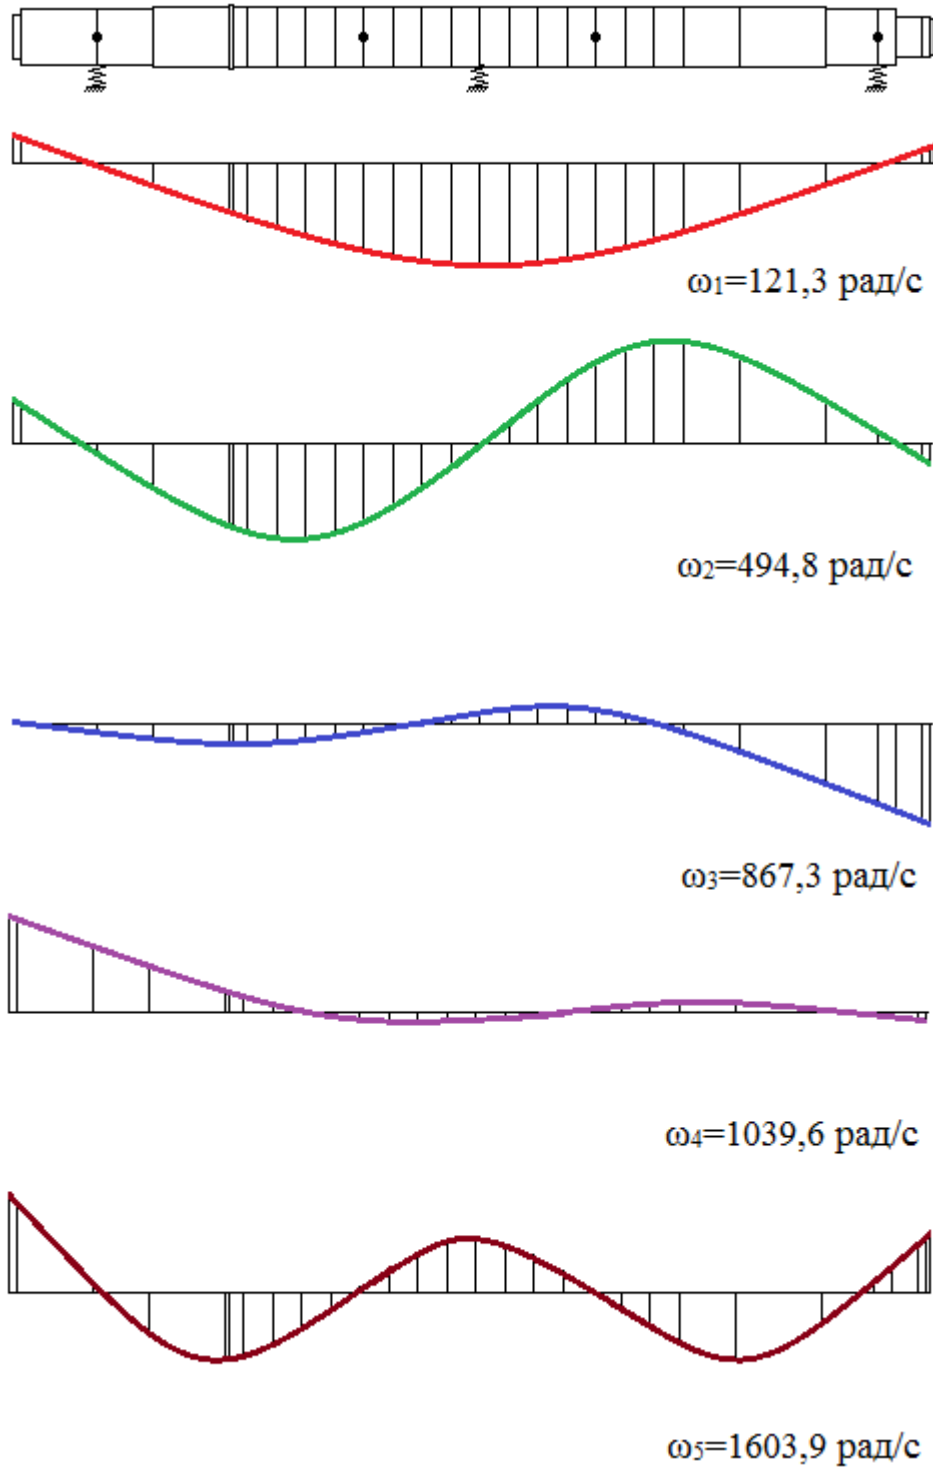 ω₁=121,3 рад/с
ω₂=494,8 рад/с
ω₃=867,3 рад/с
ω₄=1039,6 рад/с
ω₅=1603,9 рад/с